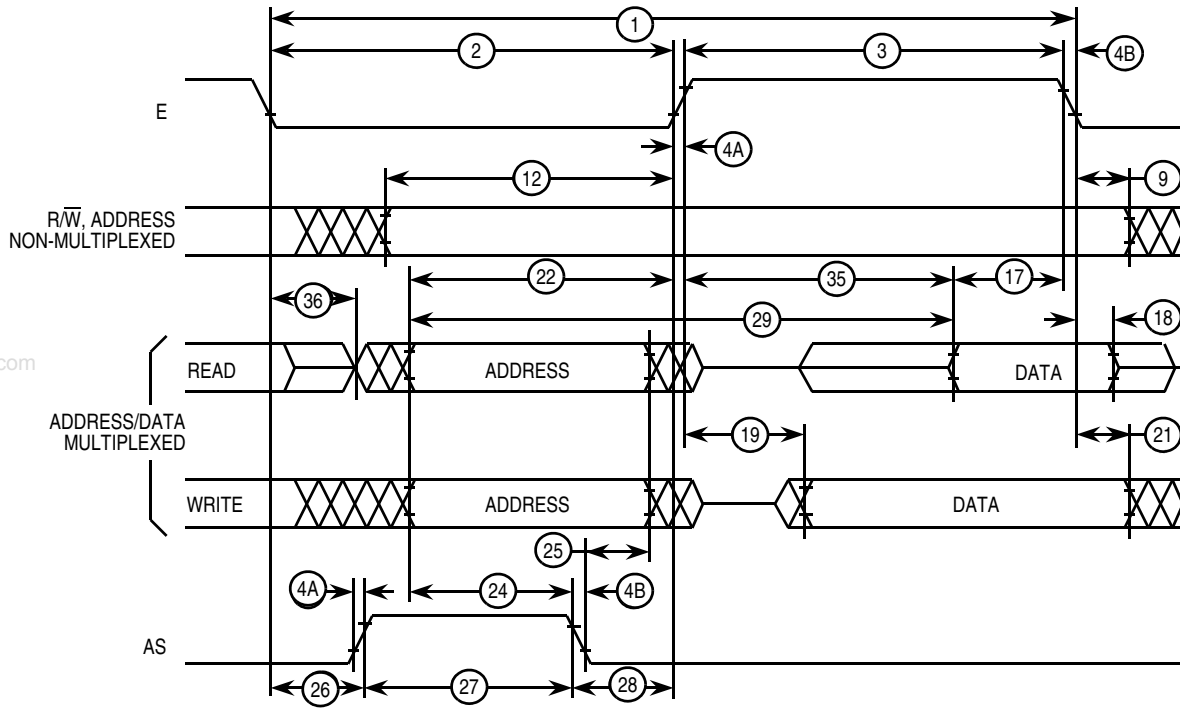 1
2
3
4B
E
4A
12
9
R/W̅, ADDRESS
NON-MULTIPLEXED
22
35
17
36
29
18
com
READ
ADDRESS
DATA
ADDRESS/DATA
MULTIPLEXED
19
21
WRITE
ADDRESS
DATA
25
4A
24
4B
AS
26
27
28